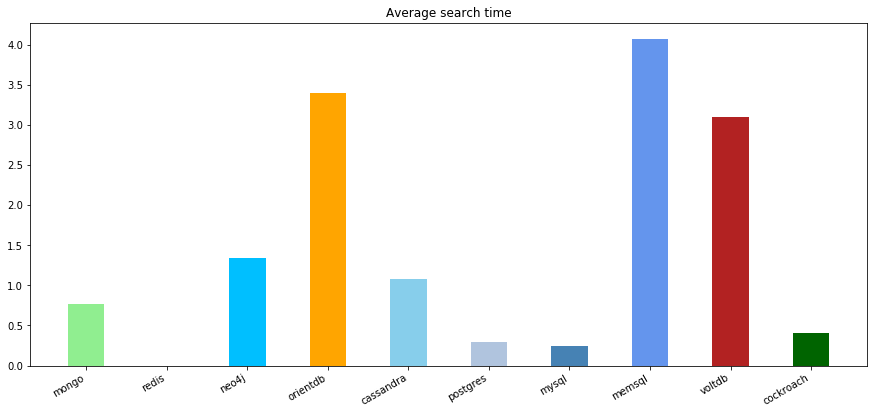 Average search time
4.0
3.5
3.0
2.5
2.0
1.5
1.0
0.5
0.0
mongo
redis
neo4j
orientdb
cassandra
postgres
mysql
memsql
voltdb
cockroach